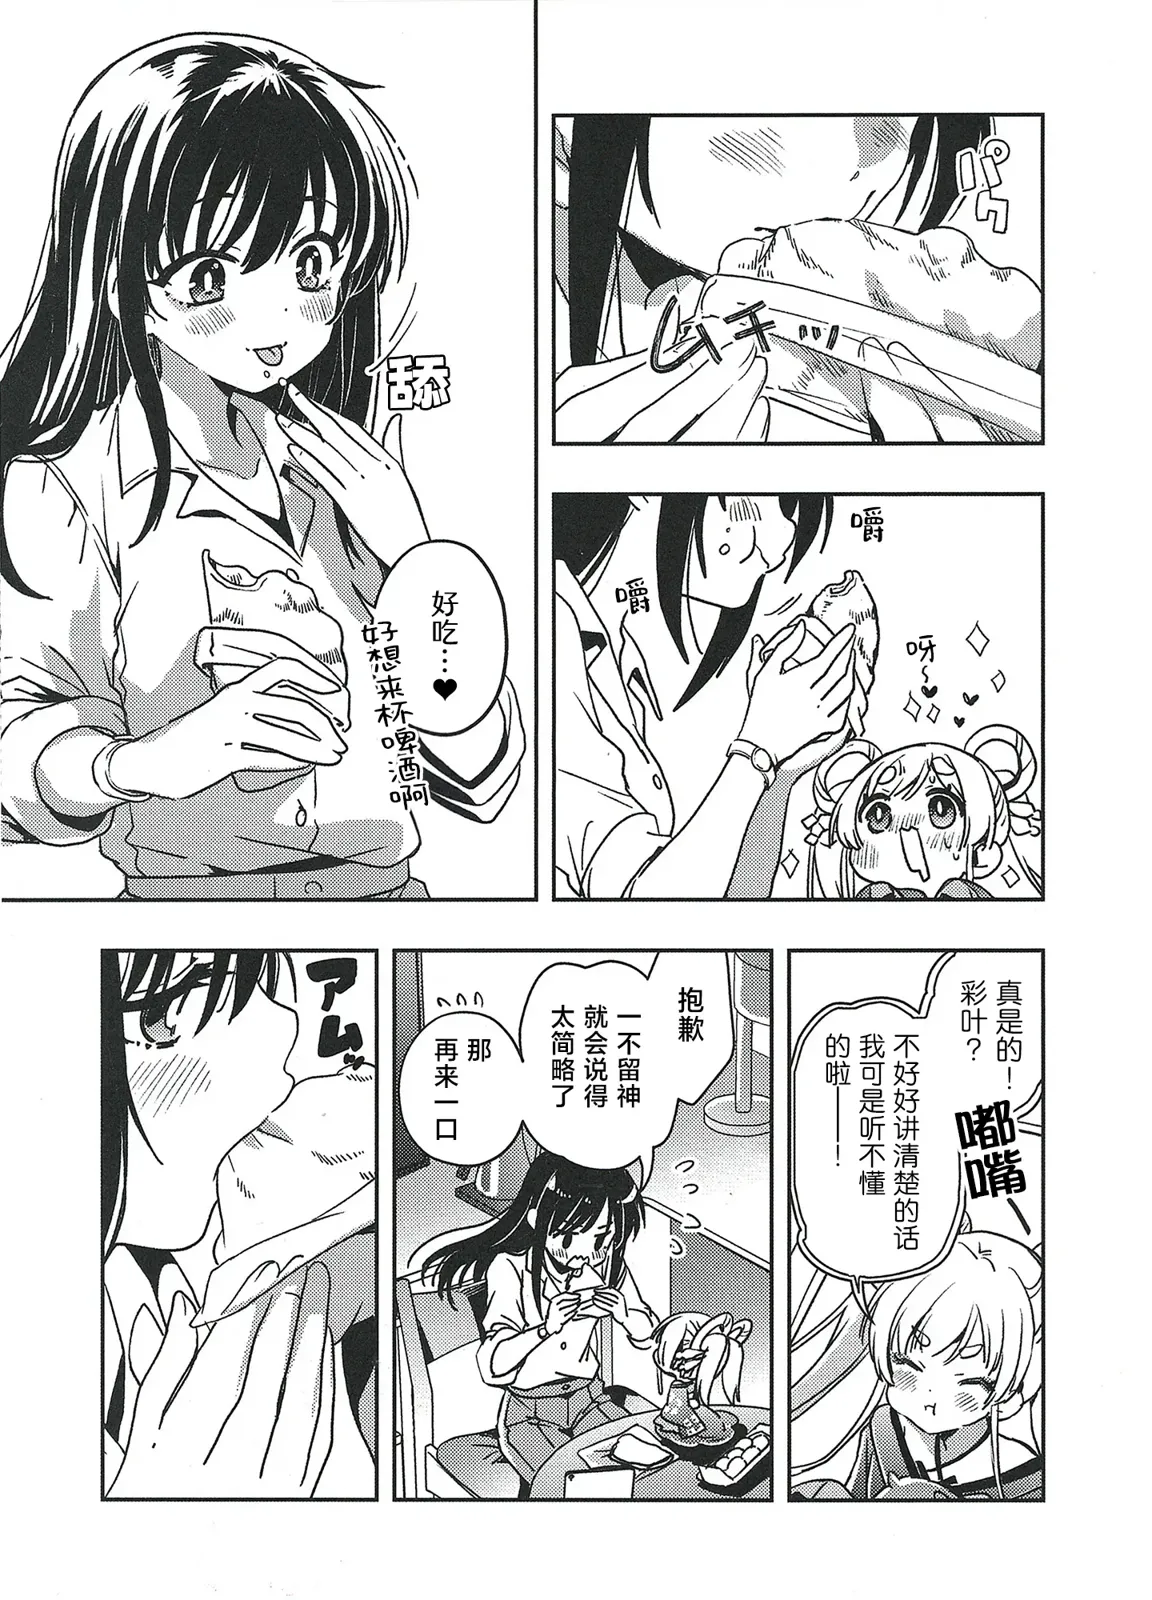 パク
ムチ…
嚼
嚼
呀~
舔
好吃…♥
好想来杯啤酒啊
真是的！
彩叶？
嘟嘴
不好好讲清楚的话
我可是听不懂
的啦——！
抱歉
一不留神
就会说得
太简略了
那
再来一口
アムッ